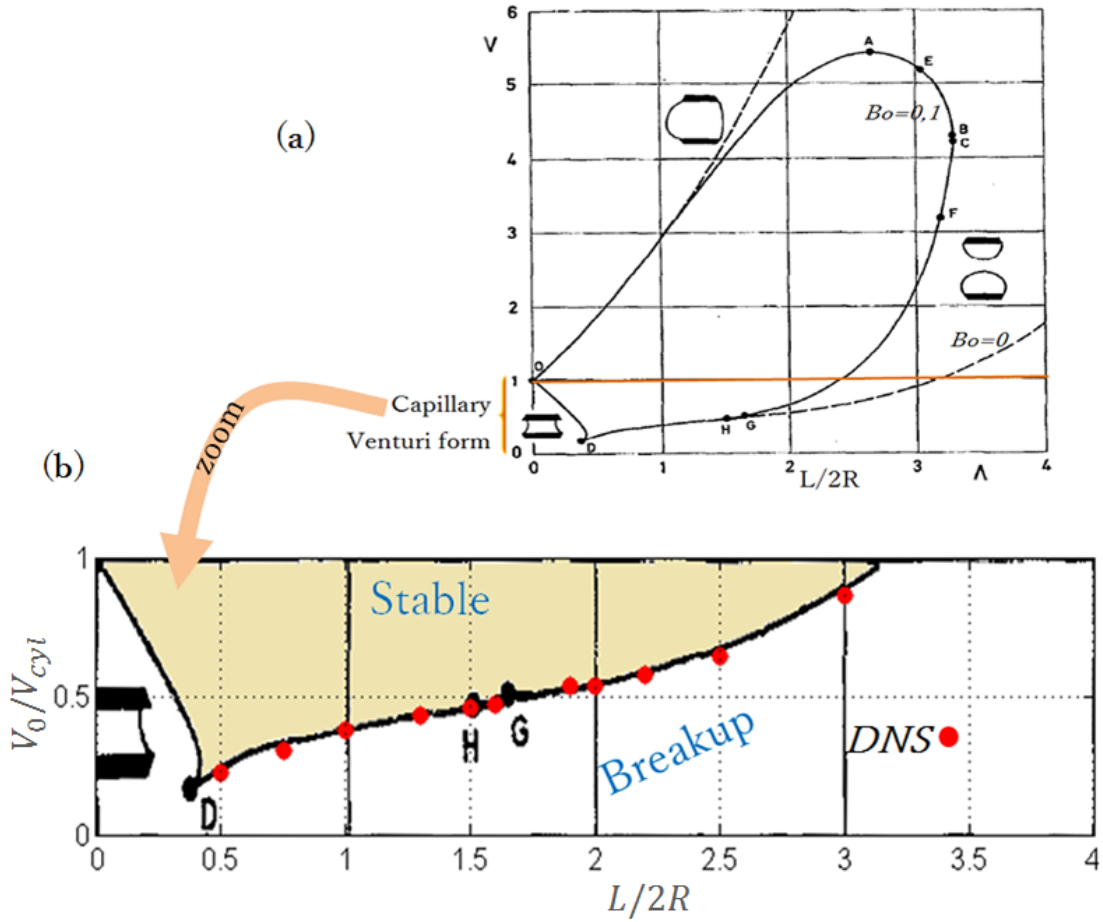 (a)
V
6
5
4
3
2
1
0
A
E
Bo=0,1
B
C
F
Bo=0
O
H
G
D
0
1
2
3
4
L/2R
Λ
Capillary
Venturi form
zoom
(b)
V₀/V_cyl
1
0.5
0
Stable
H
G
D
Breakup
DNS
0
0.5
1
1.5
2
2.5
3
3.5
4
L/2R